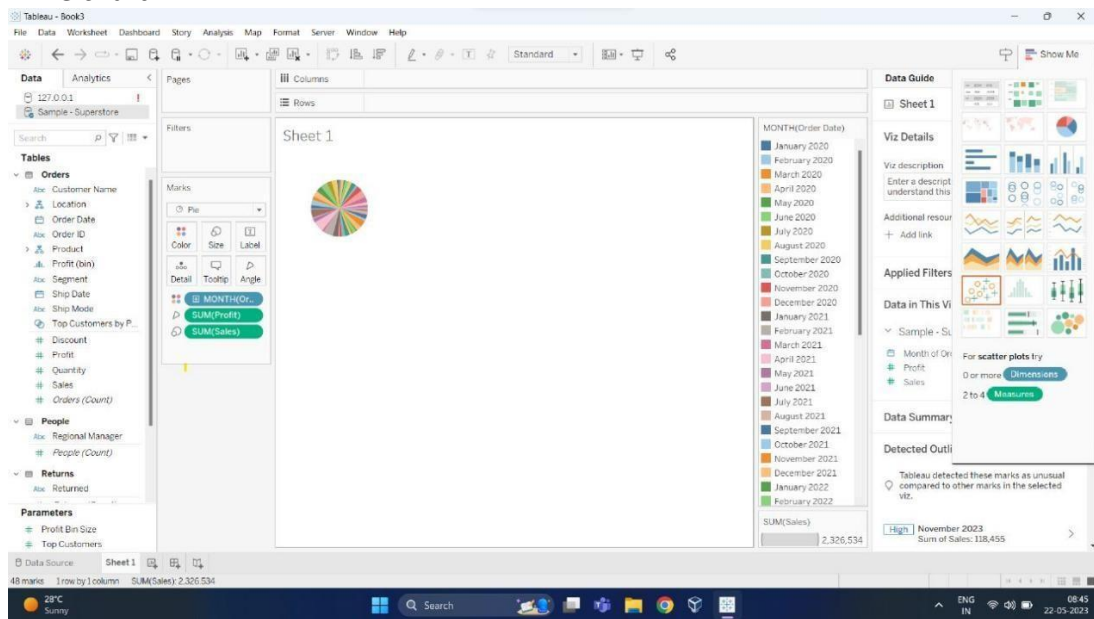 Tableau - Book3
File Data Worksheet Dashboard Story Analysis Map Format Server Window Help
Standard
Show Me
Data Analytics
127.0.0.1 !
Sample - Superstore
Search
Tables
Orders
Abc Customer Name
Location
Order Date
Abc Order ID
Product
Profit (bin)
Abc Segment
Ship Date
Abc Ship Mode
Top Customers by P...
# Discount
# Profit
# Quantity
# Sales
# Orders (Count)
People
Abc Regional Manager
# People (Count)
Returns
Abc Returned
Parameters
# Profit Bin Size
# Top Customers
Pages
Filters
Marks
Pie
Color Size Label
Detail Tooltip Angle
MONTH(Or..
SUM(Profit)
SUM(Sales)
Columns
Rows
Sheet 1
MONTH(Order Date)
January 2020
February 2020
March 2020
April 2020
May 2020
June 2020
July 2020
August 2020
September 2020
October 2020
November 2020
December 2020
January 2021
February 2021
March 2021
April 2021
May 2021
June 2021
July 2021
August 2021
September 2021
October 2021
November 2021
December 2021
January 2022
February 2022
SUM(Sales)
2,326,534
Data Guide
Sheet 1
Viz Details
Viz description
Enter a descript
understand this
Additional resour
+ Add link
Applied Filters
Data in This Vi
Sample - Su
Month of Or
# Profit
# Sales
Data Summary
Detected Outli
Tableau detected these marks as unusual
compared to other marks in the selected
viz.
High November 2023
Sum of Sales: 118,455
For scatter plots try
0 or more Dimensions
2 to 4 Measures
Data Source Sheet 1
48 marks 1 row by 1 column SUM(Sales): 2,326,534
28°C
Sunny
Search
ENG
IN
08:45
22-05-2023